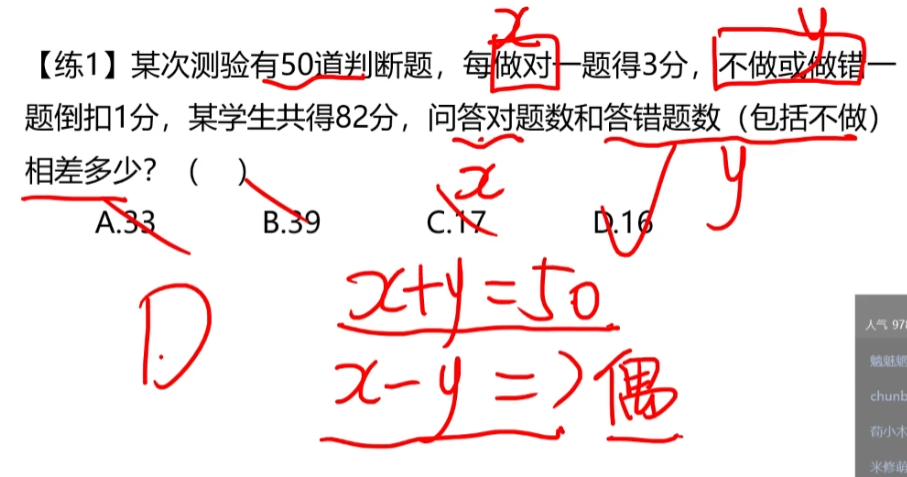 x y
【练1】某次测验有50道判断题，每做对一题得3分，不做或做错一
题倒扣1分，某学生共得82分，问答对题数和答错题数（包括不做）
相差多少？（ ）
x y
A.33 B.39 C.17 D.16
D
x+y=50
x-y=? 偶
人气 978
魑魅魍
chunb
荀小木
米修萌